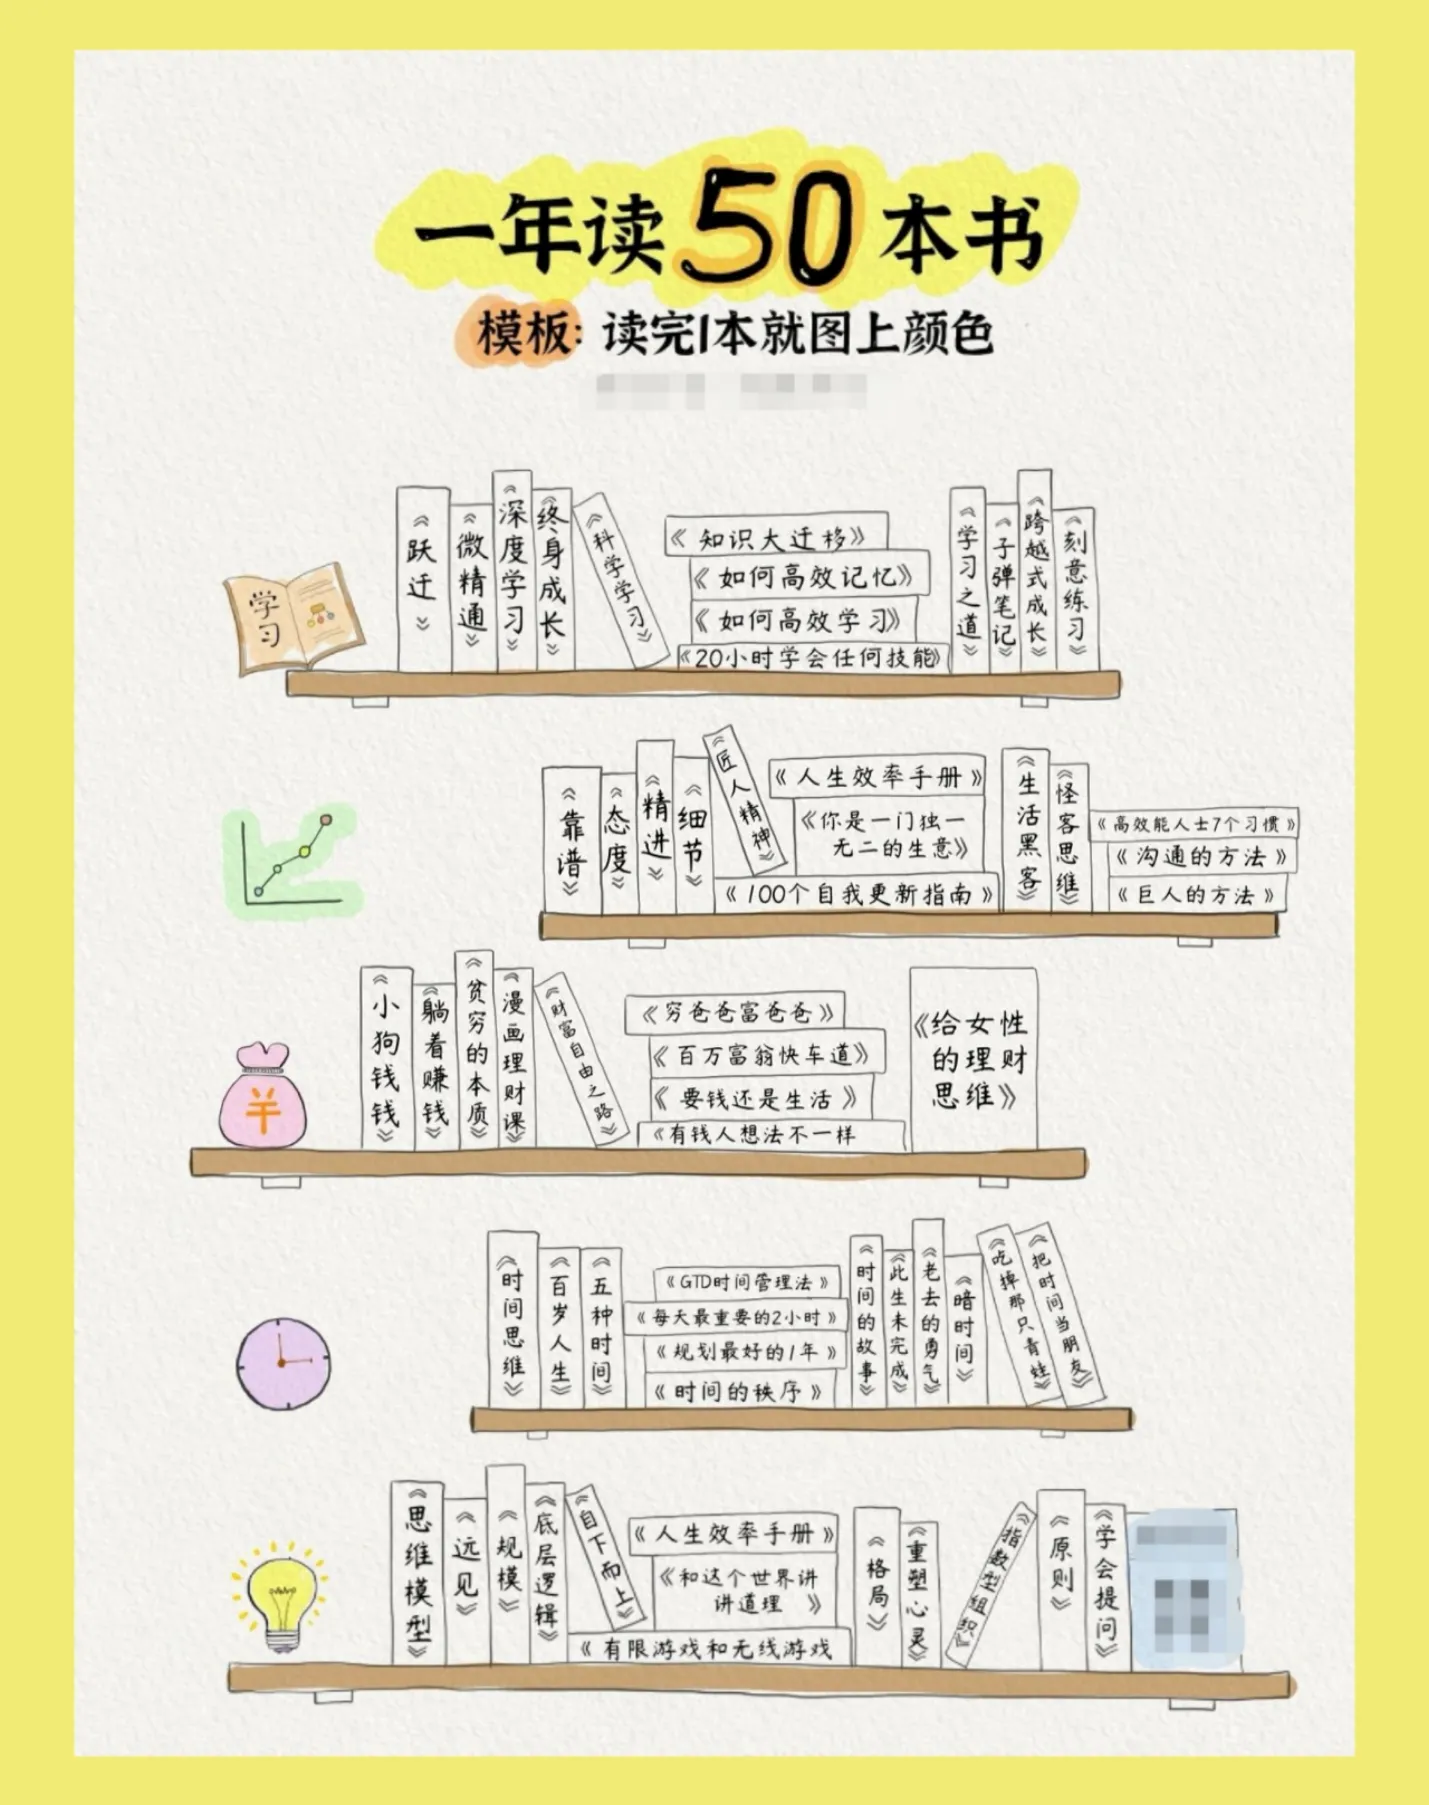 一年读50本书
模板：读完1本就图上颜色
学习
《跃迁》
《微精通》
《深度学习》
《终身成长》
《科学学习》
《知识大迁移》
《如何高效记忆》
《如何高效学习》
《20小时学会任何技能》
《学习之道》
《子弹笔记》
《跨越式成长》
《刻意练习》
《靠谱》
《态度》
《精进》
《细节》
《匠人精神》
《人生效率手册》
《你是一门独一
无二的生意》
《100个自我更新指南》
《生活黑客》
《怪客思维》
《高效能人士7个习惯》
《沟通的方法》
《巨人的方法》
《小狗钱钱》
《躺着赚钱》
《贫穷的本质》
《漫画理财课》
《财富自由之路》
《穷爸爸富爸爸》
《百万富翁快车道》
《要钱还是生活》
《有钱人想法不一样
《给女性
的理财
思维》
《时间思维》
《百岁人生》
《五种时间》
《GTD时间管理法》
《每天最重要的2小时》
《规划最好的1年》
《时间的秩序》
《时间的故事》
《此生未完成》
《老去的勇气》
《暗时间》
《吃掉那只青蛙》
《把时间当朋友》
《思维模型》
《远见》
《规模》
《底层逻辑》
《自下而上》
《人生效率手册》
《和这个世界讲
讲道理》
《有限游戏和无线游戏
《格局》
《重塑心灵》
《指数型组织》
《原则》
《学会提问》